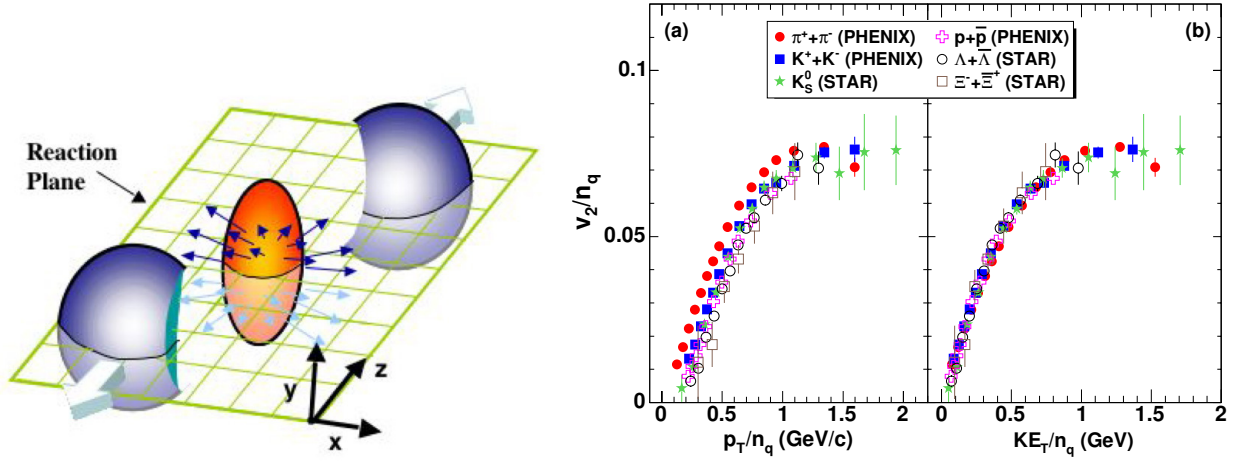 Reaction
Plane
y
z
x
(a)
(b)
π⁺+π⁻ (PHENIX)
K⁺+K⁻ (PHENIX)
K⁰_S (STAR)
p+p̅ (PHENIX)
Λ+Λ̅ (STAR)
Ξ⁻+Ξ̅⁺ (STAR)
v₂/n_q
0.1
0.05
0
0 0.5 1 1.5 2
p_T/n_q (GeV/c)
0 0.5 1 1.5 2
KE_T/n_q (GeV)